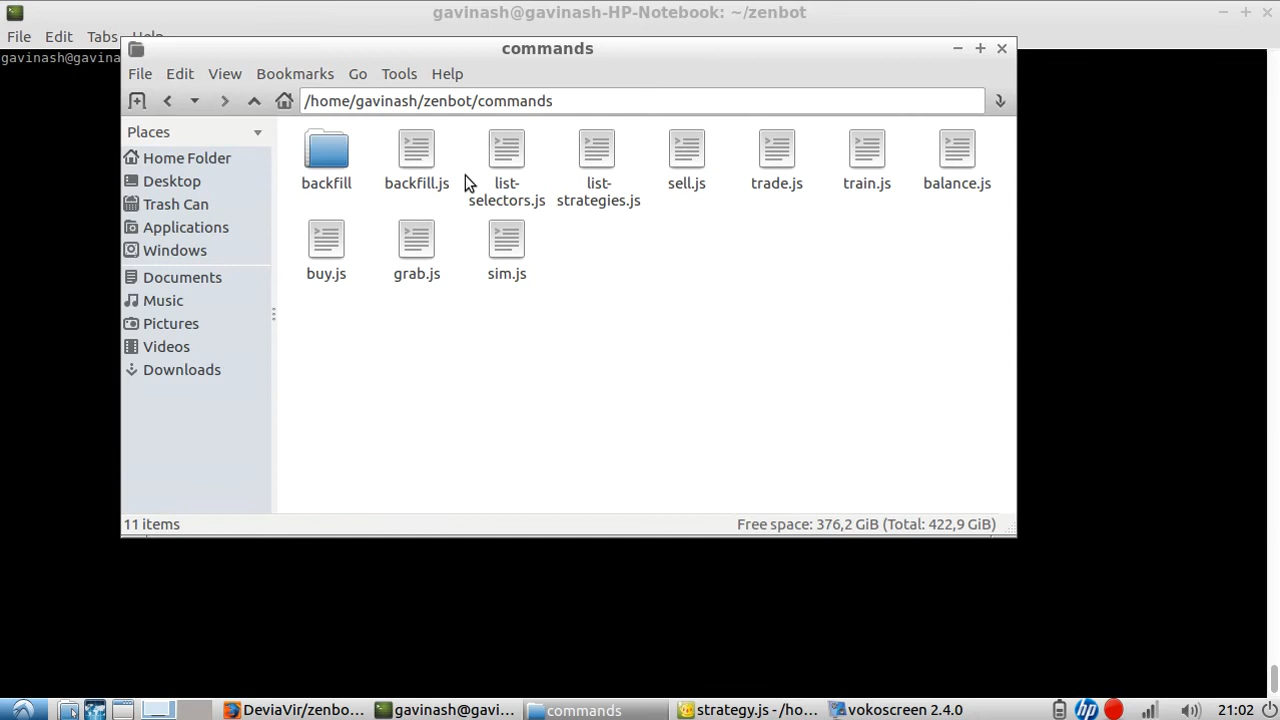 gavinash@gavinash-HP-Notebook: ~/zenbot
File Edit Tabs Help
gavinash@gavina
commands
File Edit View Bookmarks Go Tools Help
/home/gavinash/zenbot/commands
Places
Home Folder
Desktop
Trash Can
Applications
Windows
Documents
Music
Pictures
Videos
Downloads
backfill
backfill.js
list-
selectors.js
list-
strategies.js
sell.js
trade.js
train.js
balance.js
buy.js
grab.js
sim.js
11 items
Free space: 376,2 GiB (Total: 422,9 GiB)
DeviaVir/zenbo...
gavinash@gavi...
commands
strategy.js - /ho...
vokoscreen 2.4.0
hp
21:02